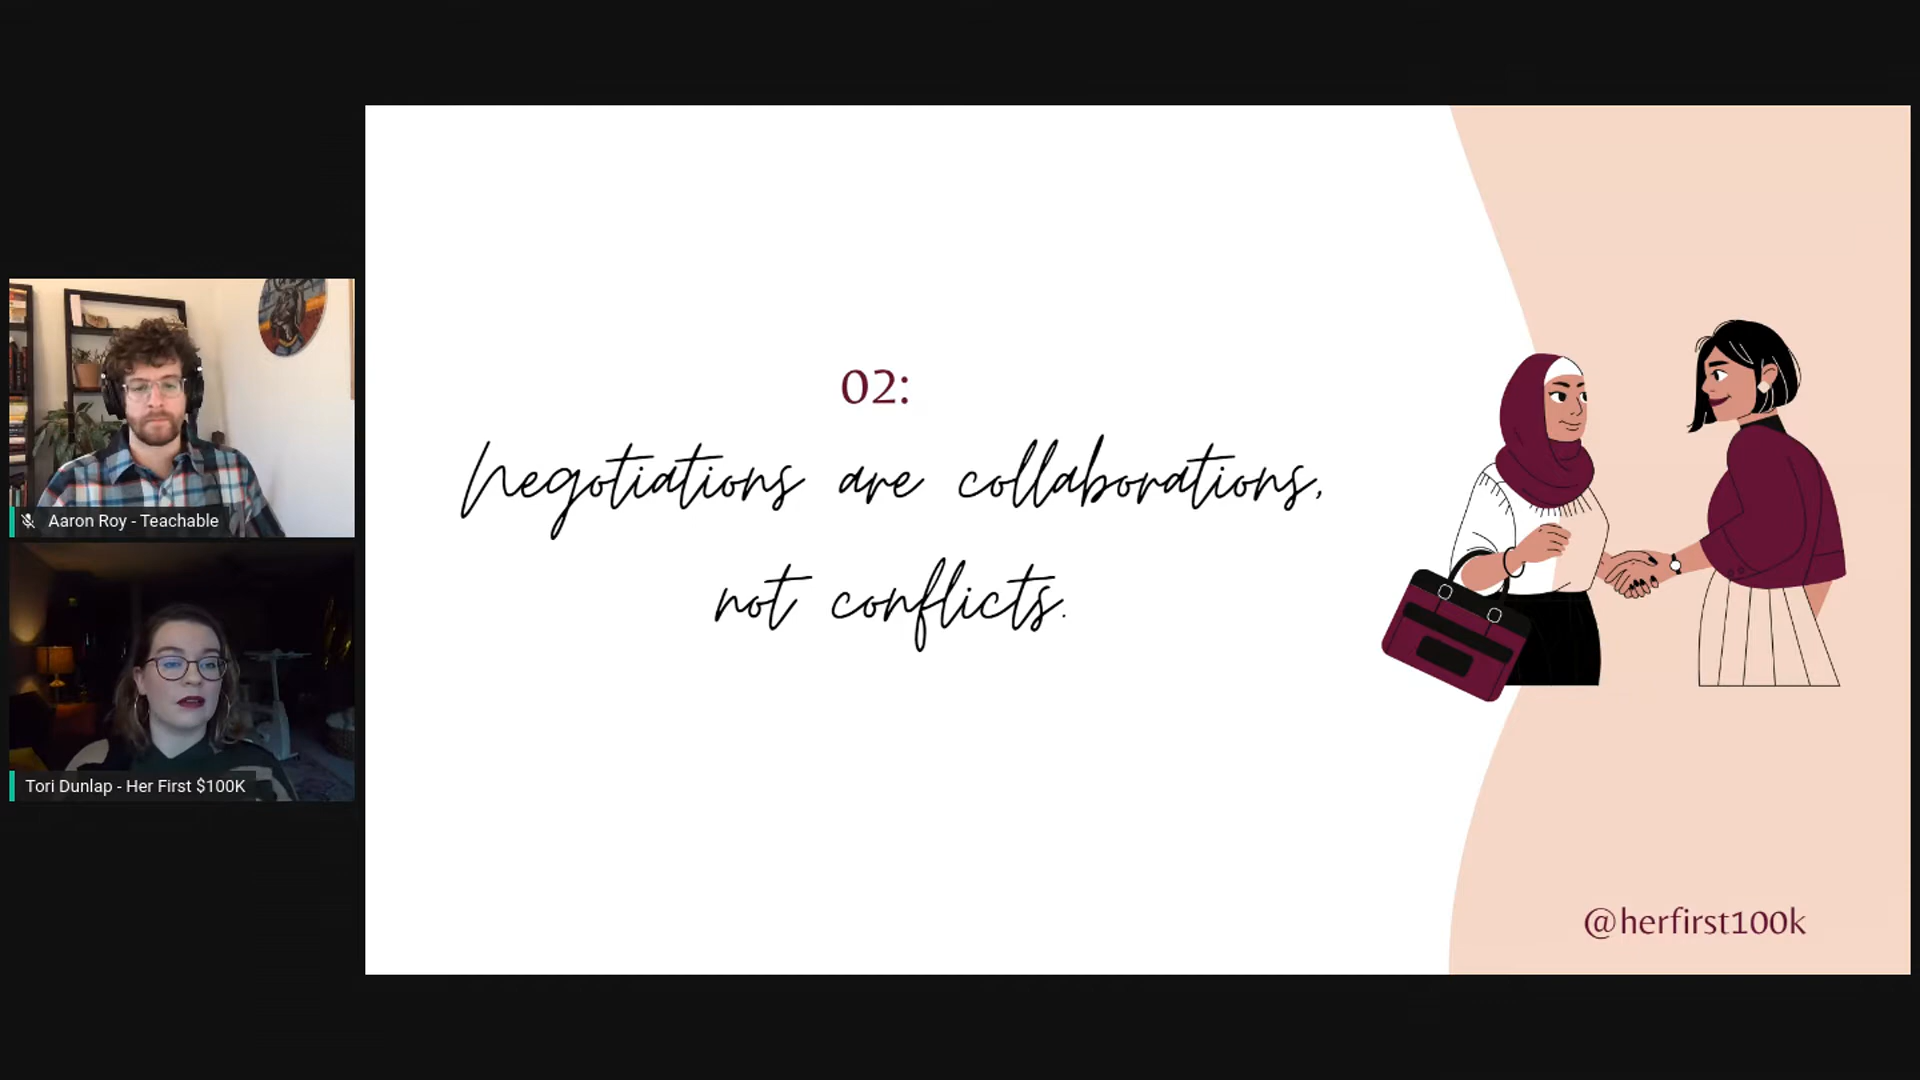 Aaron Roy - Teachable
Tori Dunlap - Her First $100K
02:
Negotiations are collaborations,
not conflicts.
@herfirst100k